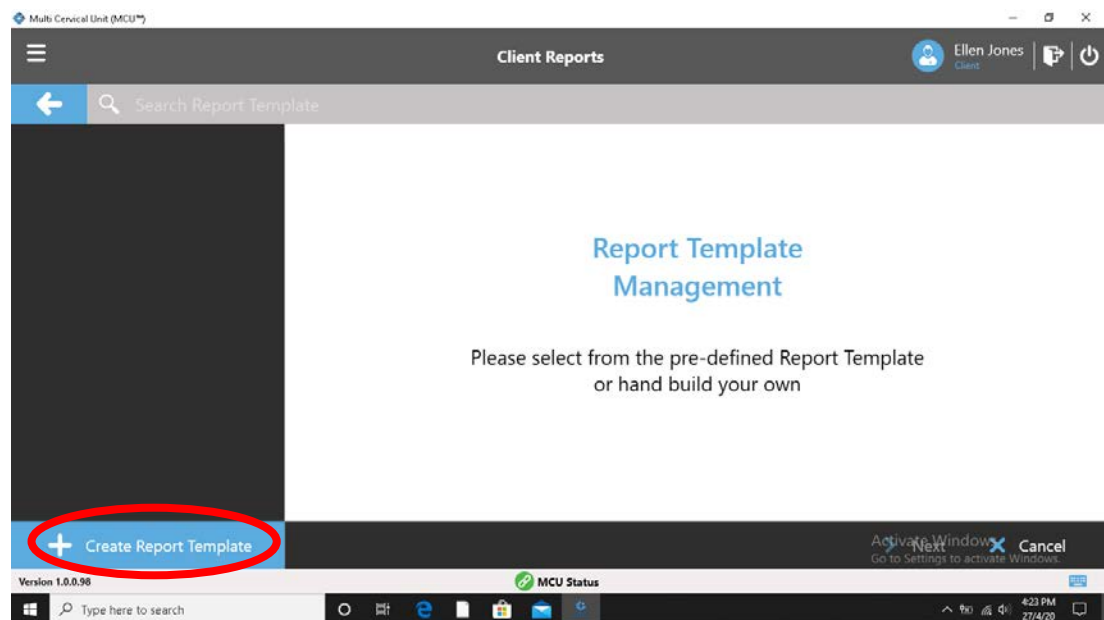 Multi Cervical Unit (MCU™)
Client Reports
Ellen Jones
Client
Search Report Template
Report Template
Management
Please select from the pre-defined Report Template
or hand build your own
Create Report Template
Activate Windows
Next
Cancel
Go to Settings to activate Windows.
Version 1.0.0.98
MCU Status
Type here to search
4:23 PM
27/4/20